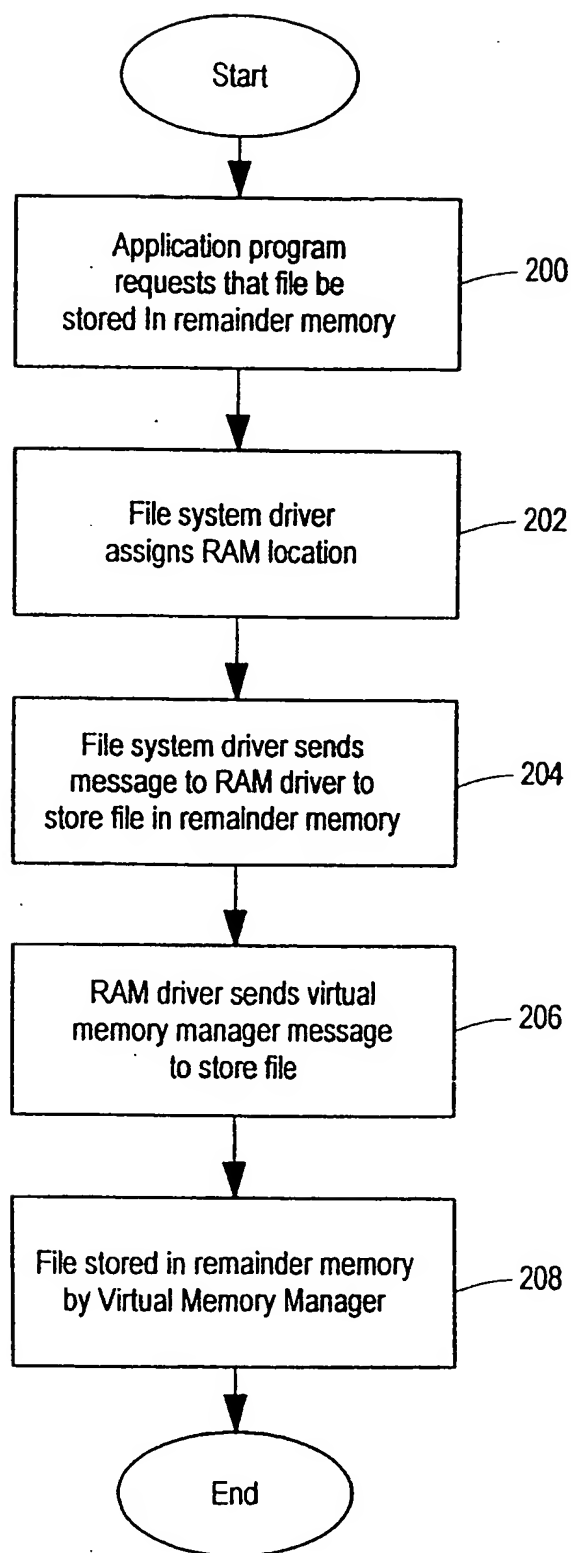 Start
Application program
requests that file be
stored In remainder memory
200
File system driver
assigns RAM location
202
File system driver sends
message to RAM driver to
store file in remainder memory
204
RAM driver sends virtual
memory manager message
to store file
206
File stored in remainder memory
by Virtual Memory Manager
208
End